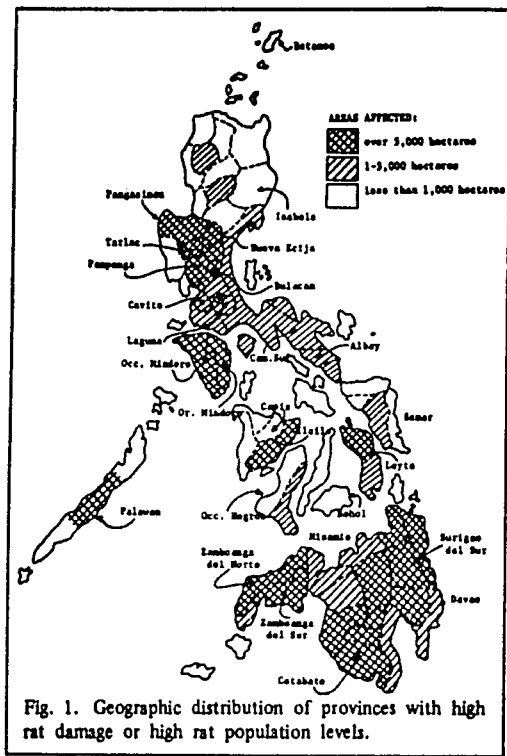 Batanes
AREAS AFFECTED:
over 5,000 hectares
1-5,000 hectares
Less than 1,000 hectares
Pangasinan
Isabela
Tarlac
Nueva Ecija
Pampanga
Bulacan
Cavite
Laguna
Albay
Cam.Sur
Occ. Mindoro
Or. Mindoro
Capiz
Samar
Iloilo
Leyte
Palawan
Occ. Negros
Bohol
Misamis
Surigao
del Sur
Zamboanga
del Norte
Davao
Zamboanga
del Sur
Cotabato
Fig. 1. Geographic distribution of provinces with high
rat damage or high rat population levels.